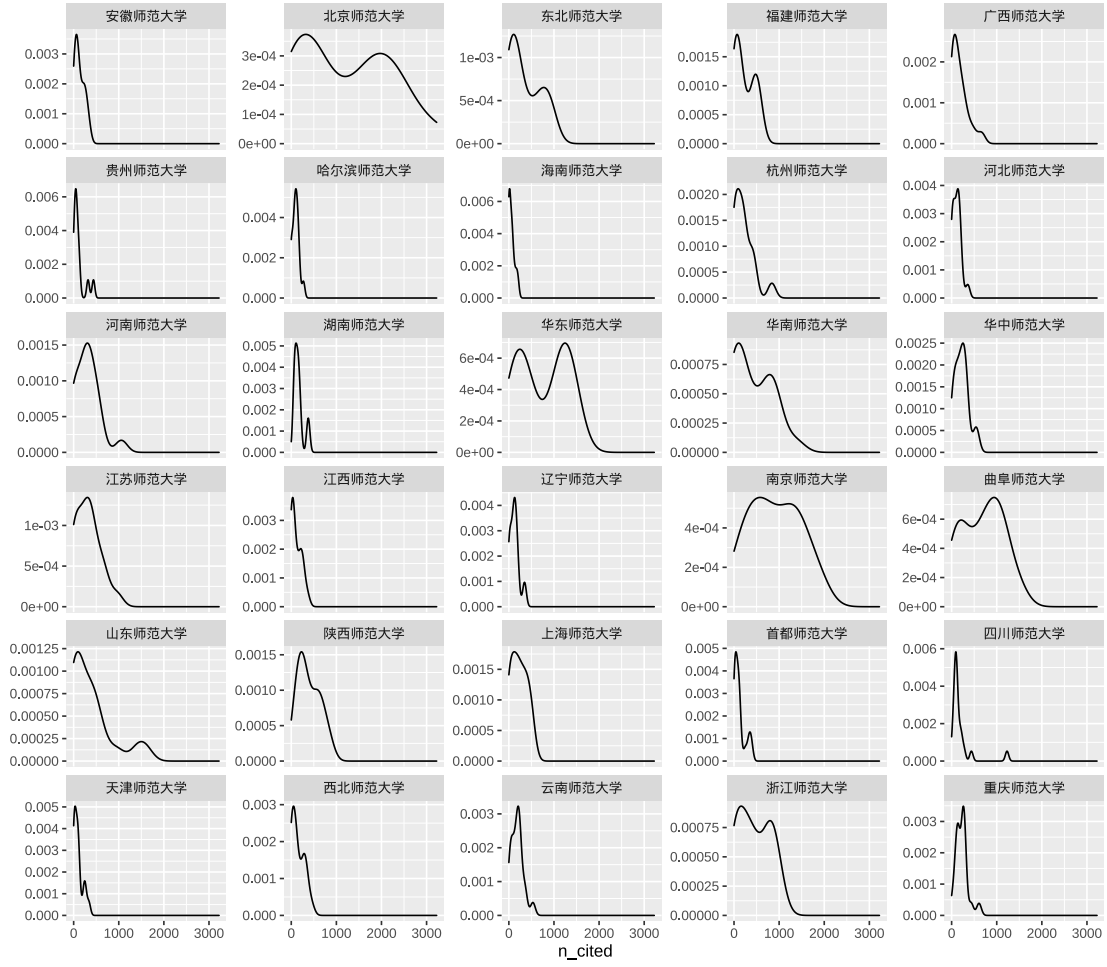 安徽师范大学 北京师范大学 东北师范大学 福建师范大学 广西师范大学
0.003 3e-04 1e-03 0.0015 0.002
0.002 2e-04 5e-04 0.0010 0.001
0.001 1e-04 0e+00 0.0005 0.000
0.000 0e+00 0.0000
贵州师范大学 哈尔滨师范大学 海南师范大学 杭州师范大学 河北师范大学
0.006 0.004 0.006 0.0020 0.004
0.004 0.002 0.004 0.0015 0.003
0.002 0.000 0.002 0.0010 0.002
0.000 0.000 0.0005 0.001
0.0000 0.000
河南师范大学 湖南师范大学 华东师范大学 华南师范大学 华中师范大学
0.0015 0.005 6e-04 0.00075 0.0025
0.0010 0.004 4e-04 0.00050 0.0020
0.0005 0.003 2e-04 0.00025 0.0015
0.0000 0.002 0e+00 0.00000 0.0010
0.001 0.0005
0.000 0.0000
江苏师范大学 江西师范大学 辽宁师范大学 南京师范大学 曲阜师范大学
1e-03 0.003 0.004 4e-04 6e-04
5e-04 0.002 0.003 2e-04 4e-04
0e+00 0.001 0.002 0e+00 2e-04
0.000 0.001 0e+00
0.000
山东师范大学 陕西师范大学 上海师范大学 首都师范大学 四川师范大学
0.00125 0.0015 0.0015 0.005 0.006
0.00100 0.0010 0.0010 0.004 0.004
0.00075 0.0005 0.0005 0.003 0.002
0.00050 0.0000 0.0000 0.002 0.000
0.00025 0.001
0.00000 0.000
天津师范大学 西北师范大学 云南师范大学 浙江师范大学 重庆师范大学
0.005 0.003 0.003 0.00075 0.003
0.004 0.002 0.002 0.00050 0.002
0.003 0.001 0.001 0.00025 0.001
0.002 0.000 0.000 0.00000 0.000
0.001
0.000
0 1000 2000 3000 0 1000 2000 3000 0 1000 2000 3000 0 1000 2000 3000 0 1000 2000 3000
n_cited